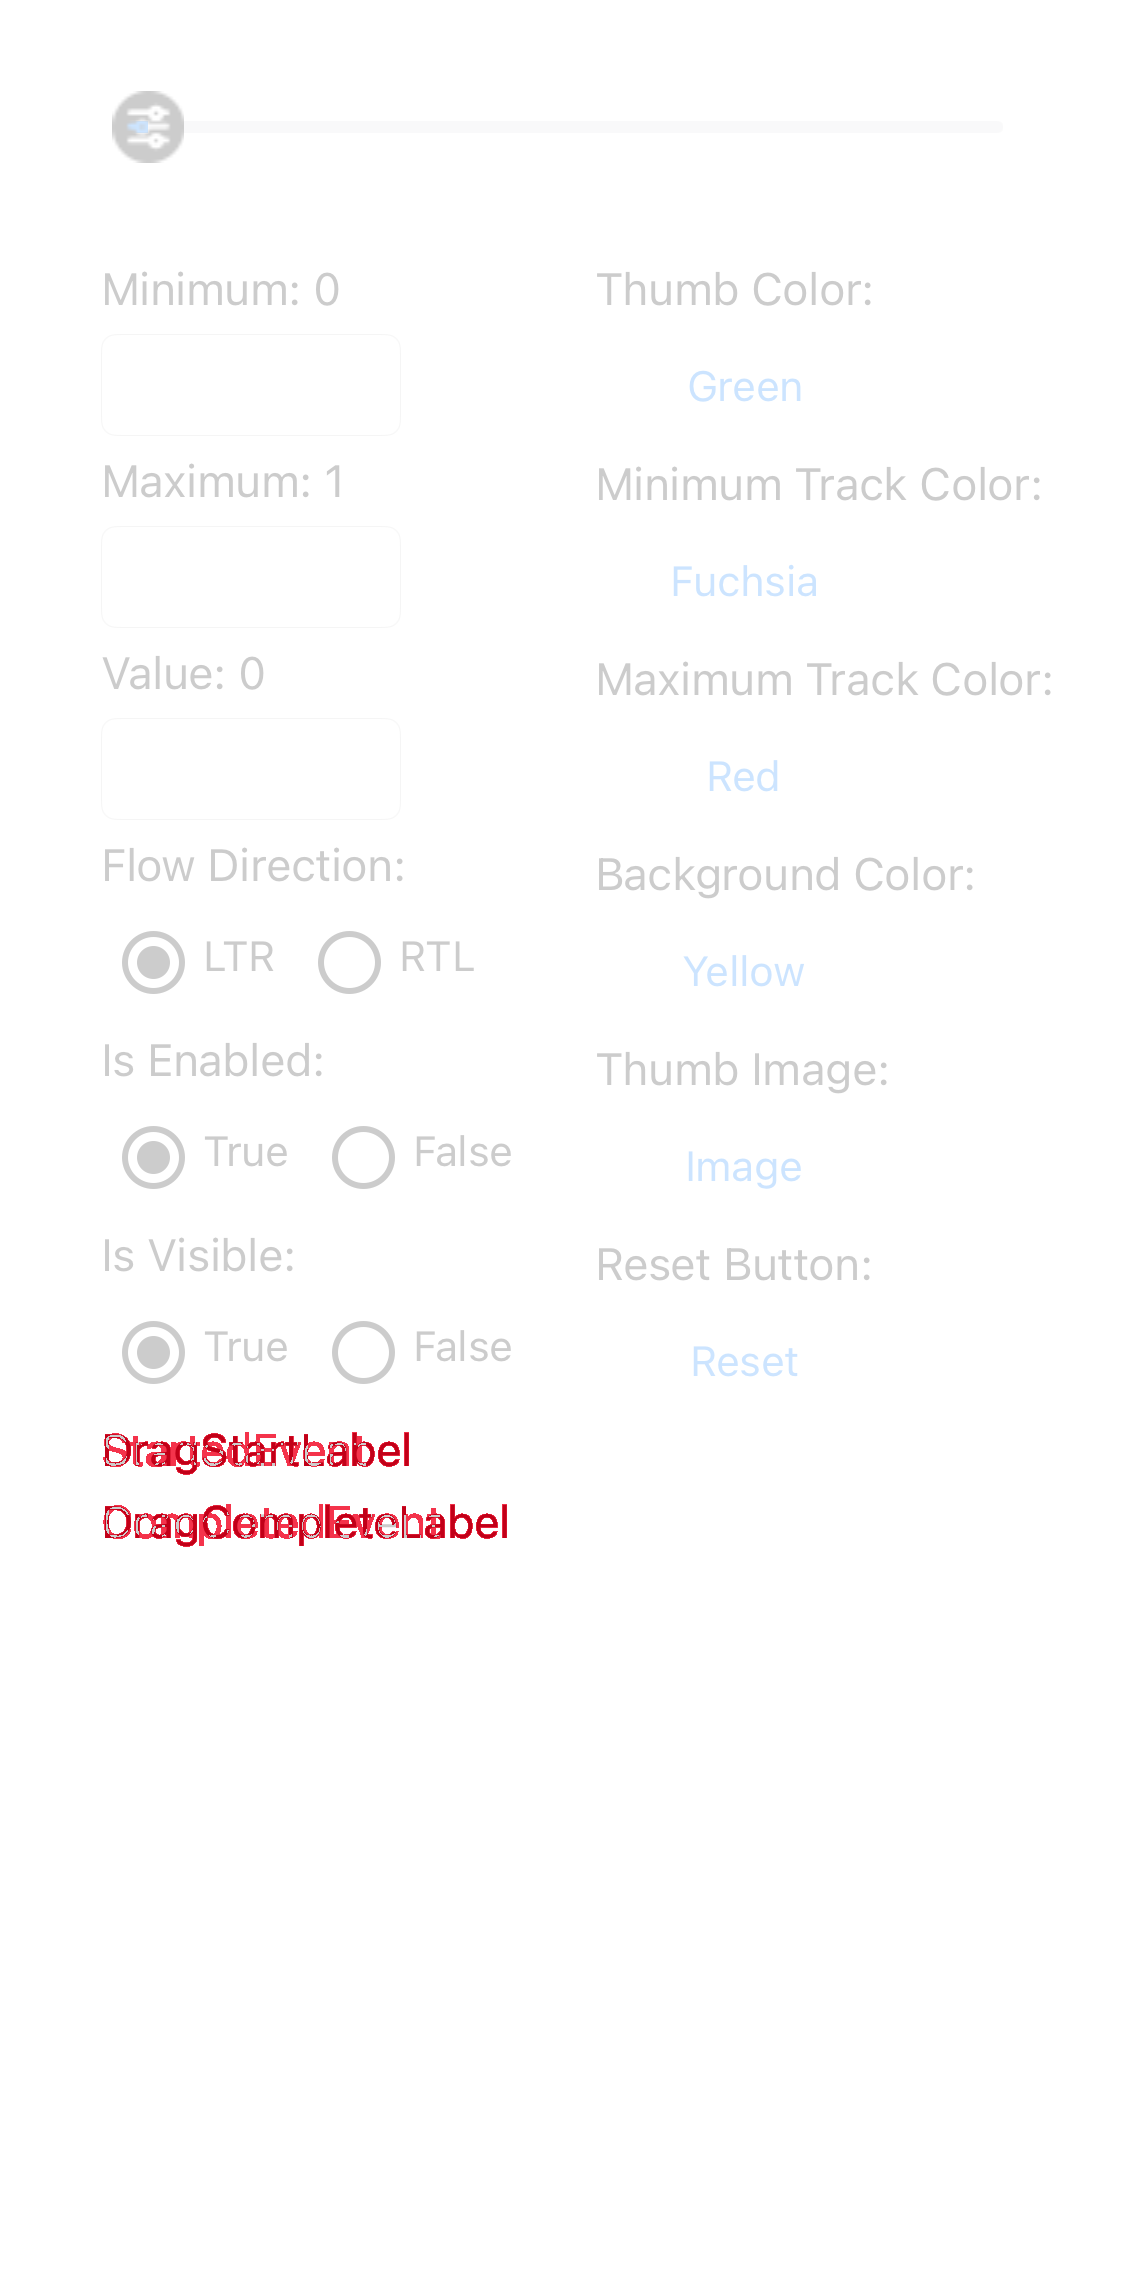 Minimum: 0
Maximum: 1
Value: 0
Flow Direction:
LTR RTL
Is Enabled:
True False
Is Visible:
True False
DragStartLabel
DragCompleteLabel
Thumb Color:
Green
Minimum Track Color:
Fuchsia
Maximum Track Color:
Red
Background Color:
Yellow
Thumb Image:
Image
Reset Button:
Reset